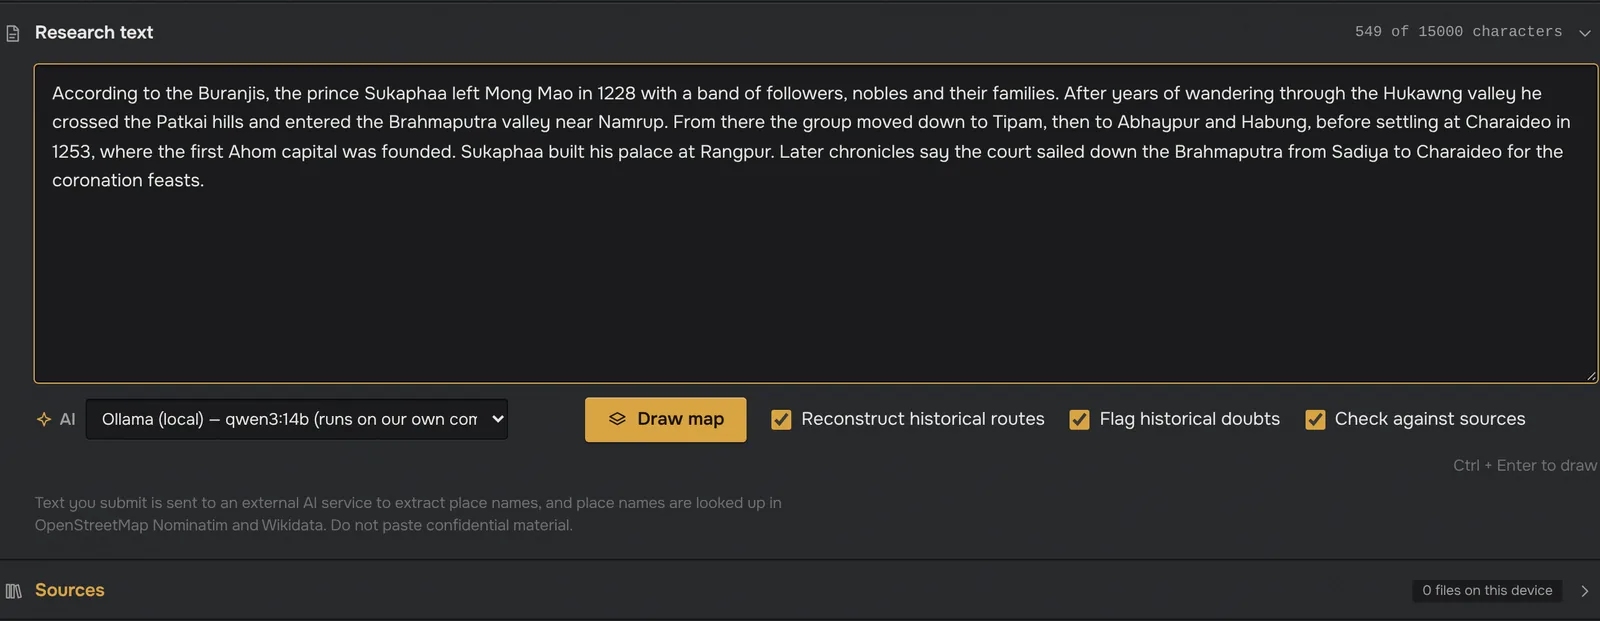 Research text
549 of 15000 characters
According to the Buranjis, the prince Sukaphaa left Mong Mao in 1228 with a band of followers, nobles and their families. After years of wandering through the Hukawng valley he
crossed the Patkai hills and entered the Brahmaputra valley near Namrup. From there the group moved down to Tipam, then to Abhaypur and Habung, before settling at Charaideo in
1253, where the first Ahom capital was founded. Sukaphaa built his palace at Rangpur. Later chronicles say the court sailed down the Brahmaputra from Sadiya to Charaideo for the
coronation feasts.
AI
Ollama (local) – qwen3:14b (runs on our own com
Draw map
Reconstruct historical routes
Flag historical doubts
Check against sources
Ctrl + Enter to draw
Text you submit is sent to an external AI service to extract place names, and place names are looked up in
OpenStreetMap Nominatim and Wikidata. Do not paste confidential material.
Sources
0 files on this device